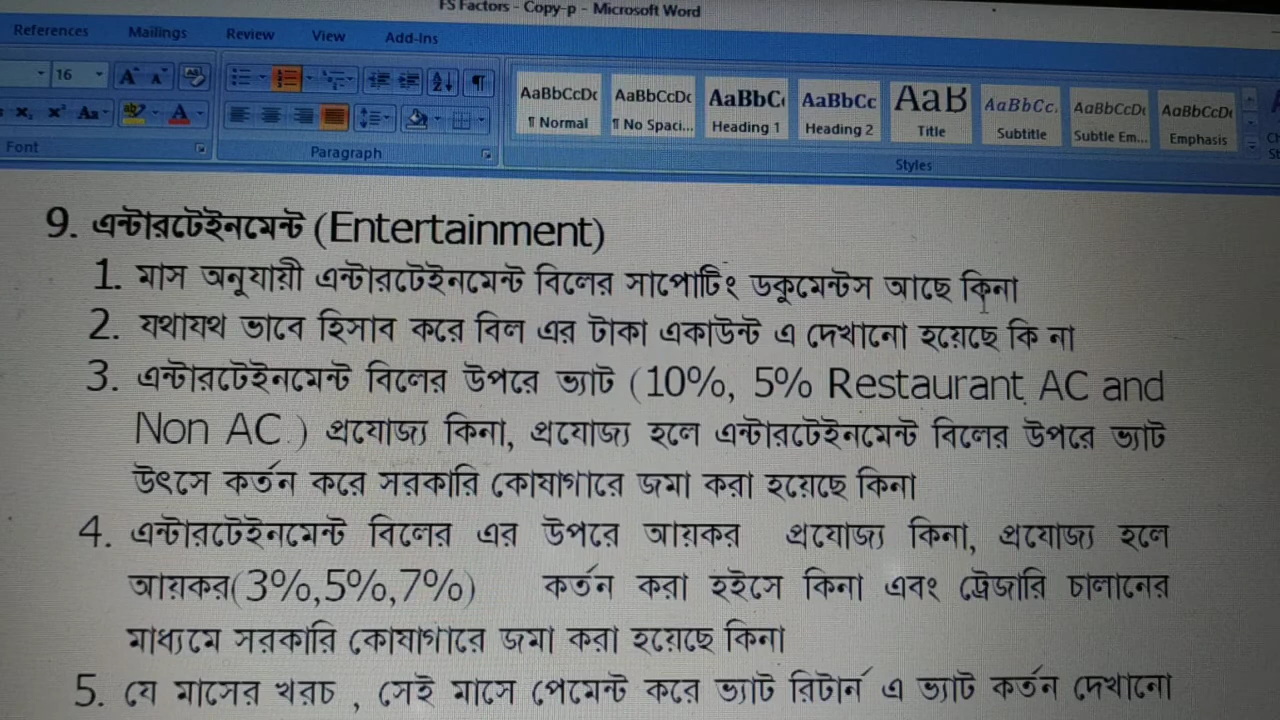 FS Factors - Copy-p - Microsoft Word
References Mailings Review View Add-Ins
16
AaBbCcDc AaBbCcDc AaBbC AaBbCc AaB AaBbCc. AaBbCcDc AaBbCcDc
¶ Normal ¶ No Spaci... Heading 1 Heading 2 Title Subtitle Subtle Em... Emphasis
Font Paragraph Styles
9. এন্টারটেইনমেন্ট (Entertainment)
1. মাস অনুযায়ী এন্টারটেইনমেন্ট বিলের সাপোটিং ডকুমেন্টস আছে কিনা
2. যথাযথ ভাবে হিসাব করে বিল এর টাকা একাউন্ট এ দেখানো হয়েছে কি না
3. এন্টারটেইনমেন্ট বিলের উপরে ভ্যাট (10%, 5% Restaurant AC and
Non AC ) প্রযোজ্য কিনা, প্রযোজ্য হলে এন্টারটেইনমেন্ট বিলের উপরে ভ্যাট
উৎসে কর্তন করে সরকারি কোষাগারে জমা করা হয়েছে কিনা
4. এন্টারটেইনমেন্ট বিলের এর উপরে আয়কর প্রযোজ্য কিনা, প্রযোজ্য হলে
আয়কর(3%,5%,7%) কর্তন করা হইসে কিনা এবং ট্রেজারি চালানের
মাধ্যমে সরকারি কোষাগারে জমা করা হয়েছে কিনা
5. যে মাসের খরচ , সেই মাসে পেমেন্ট করে ভ্যাট রিটার্ন এ ভ্যাট কর্তন দেখানো